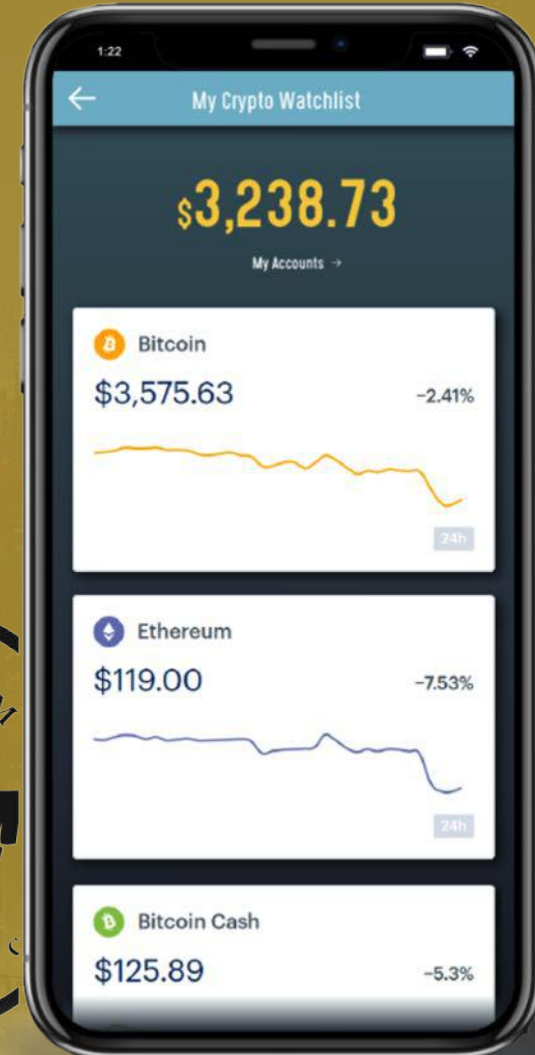 1:22
My Crypto Watchlist
$3,238.73
My Accounts →
Bitcoin
$3,575.63 −2.41%
24h
Ethereum
$119.00 −7.53%
24h
Bitcoin Cash
$125.89 −5.3%